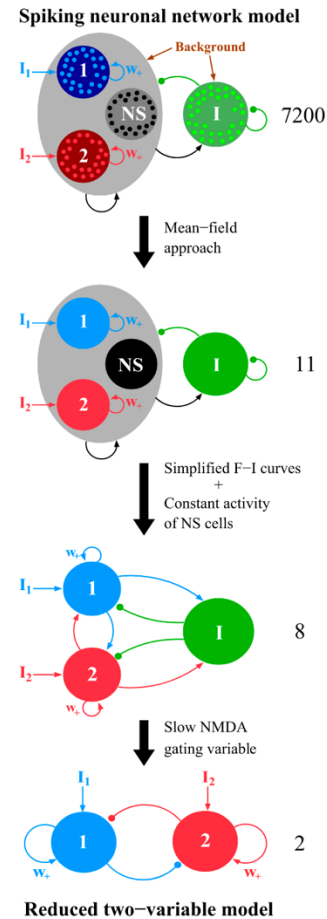 Spiking neuronal network model
Background
I₁
1
w₊
NS
I
7200
I₂
2
w₊
Mean−field
approach
I₁
1
w₊
NS
I
11
I₂
2
w₊
Simplified F−I curves
+
Constant activity
of NS cells
w₊
I₁
1
I
8
I₂
2
w₊
Slow NMDA
gating variable
I₁
I₂
1
2
2
w₊
w₊
Reduced two−variable model